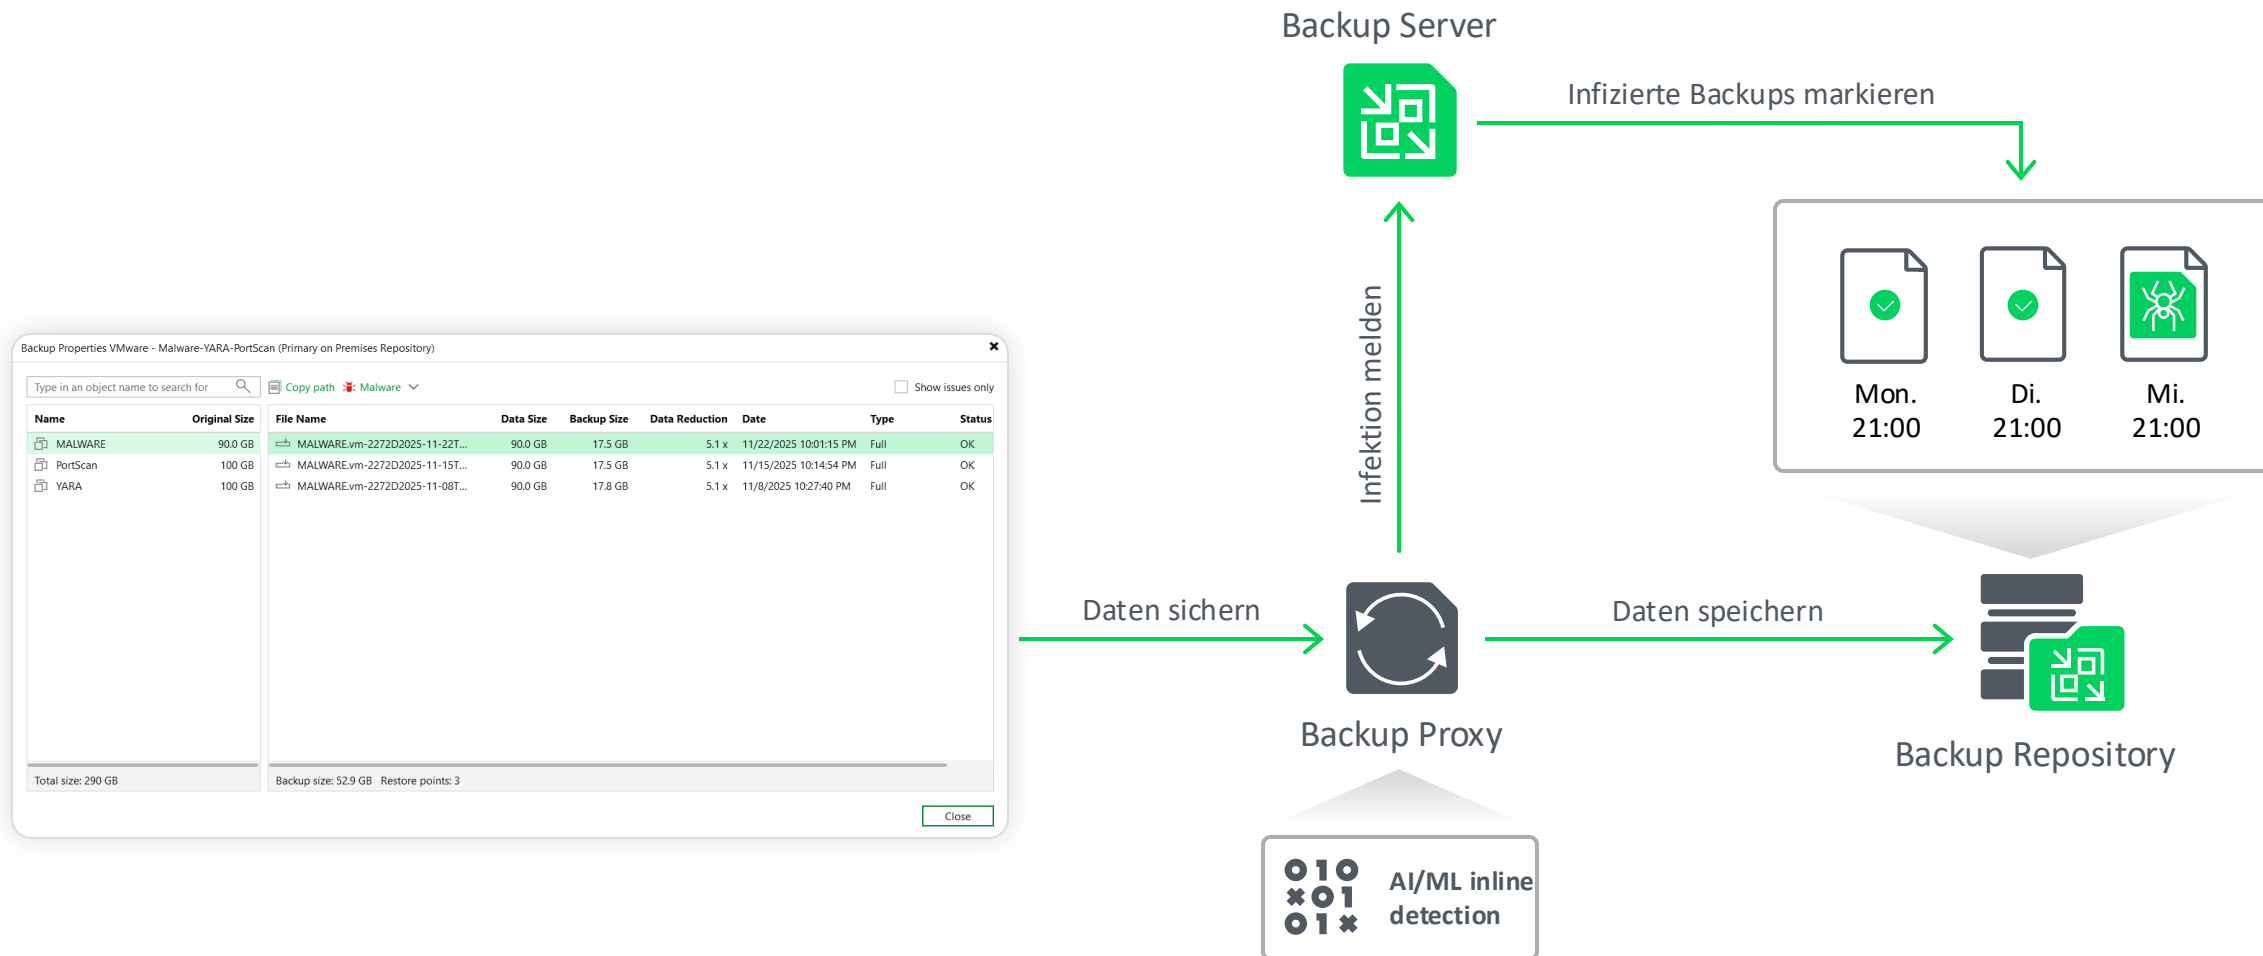 Backup Server
Infizierte Backups markieren
Infektion melden
Mon.
21:00
Di.
21:00
Mi.
21:00
Backup Properties VMware - Malware-YARA-PortScan (Primary on Premises Repository)
Type in an object name to search for
Copy path Malware
Show issues only
Name Original Size
MALWARE 90.0 GB
PortScan 100 GB
YARA 100 GB
File Name Data Size Backup Size Data Reduction Date Type Status
MALWARE.vm-2272D2025-11-22T... 90.0 GB 17.5 GB 5.1 x 11/22/2025 10:01:15 PM Full OK
MALWARE.vm-2272D2025-11-15T... 90.0 GB 17.5 GB 5.1 x 11/15/2025 10:14:54 PM Full OK
MALWARE.vm-2272D2025-11-08T... 90.0 GB 17.8 GB 5.1 x 11/8/2025 10:27:40 PM Full OK
Total size: 290 GB
Backup size: 52.9 GB Restore points: 3
Close
Daten sichern
Daten speichern
Backup Proxy
Backup Repository
010
×01
01×
AI/ML inline
detection